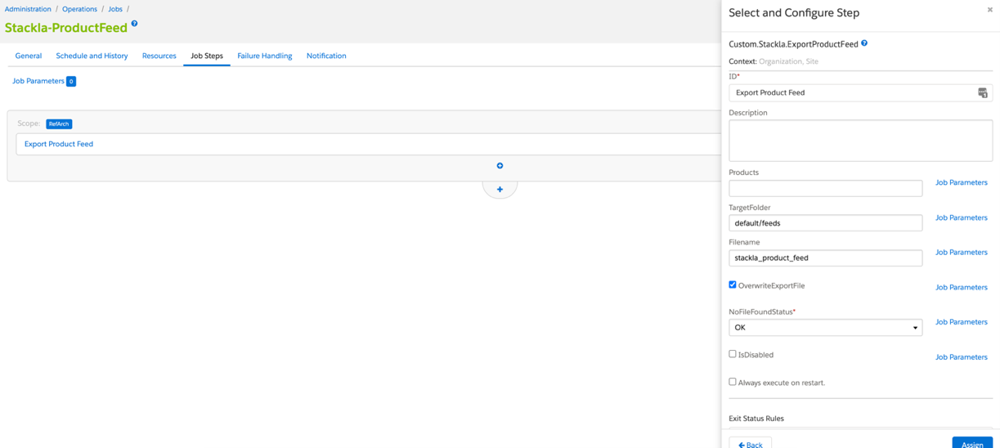 Administration / Operations / Jobs /
Stackla-ProductFeed ?
General Schedule and History Resources Job Steps Failure Handling Notification
Job Parameters 0
Scope: RefArch
Export Product Feed
Select and Configure Step
Custom.Stackla.ExportProductFeed ?
Context: Organization, Site
ID*
Export Product Feed
Description
Products
Job Parameters
TargetFolder
default/feeds
Job Parameters
Filename
stackla_product_feed
Job Parameters
OverwriteExportFile
Job Parameters
NoFileFoundStatus*
OK
Job Parameters
IsDisabled
Job Parameters
Always execute on restart.
Exit Status Rules
Back
Assign